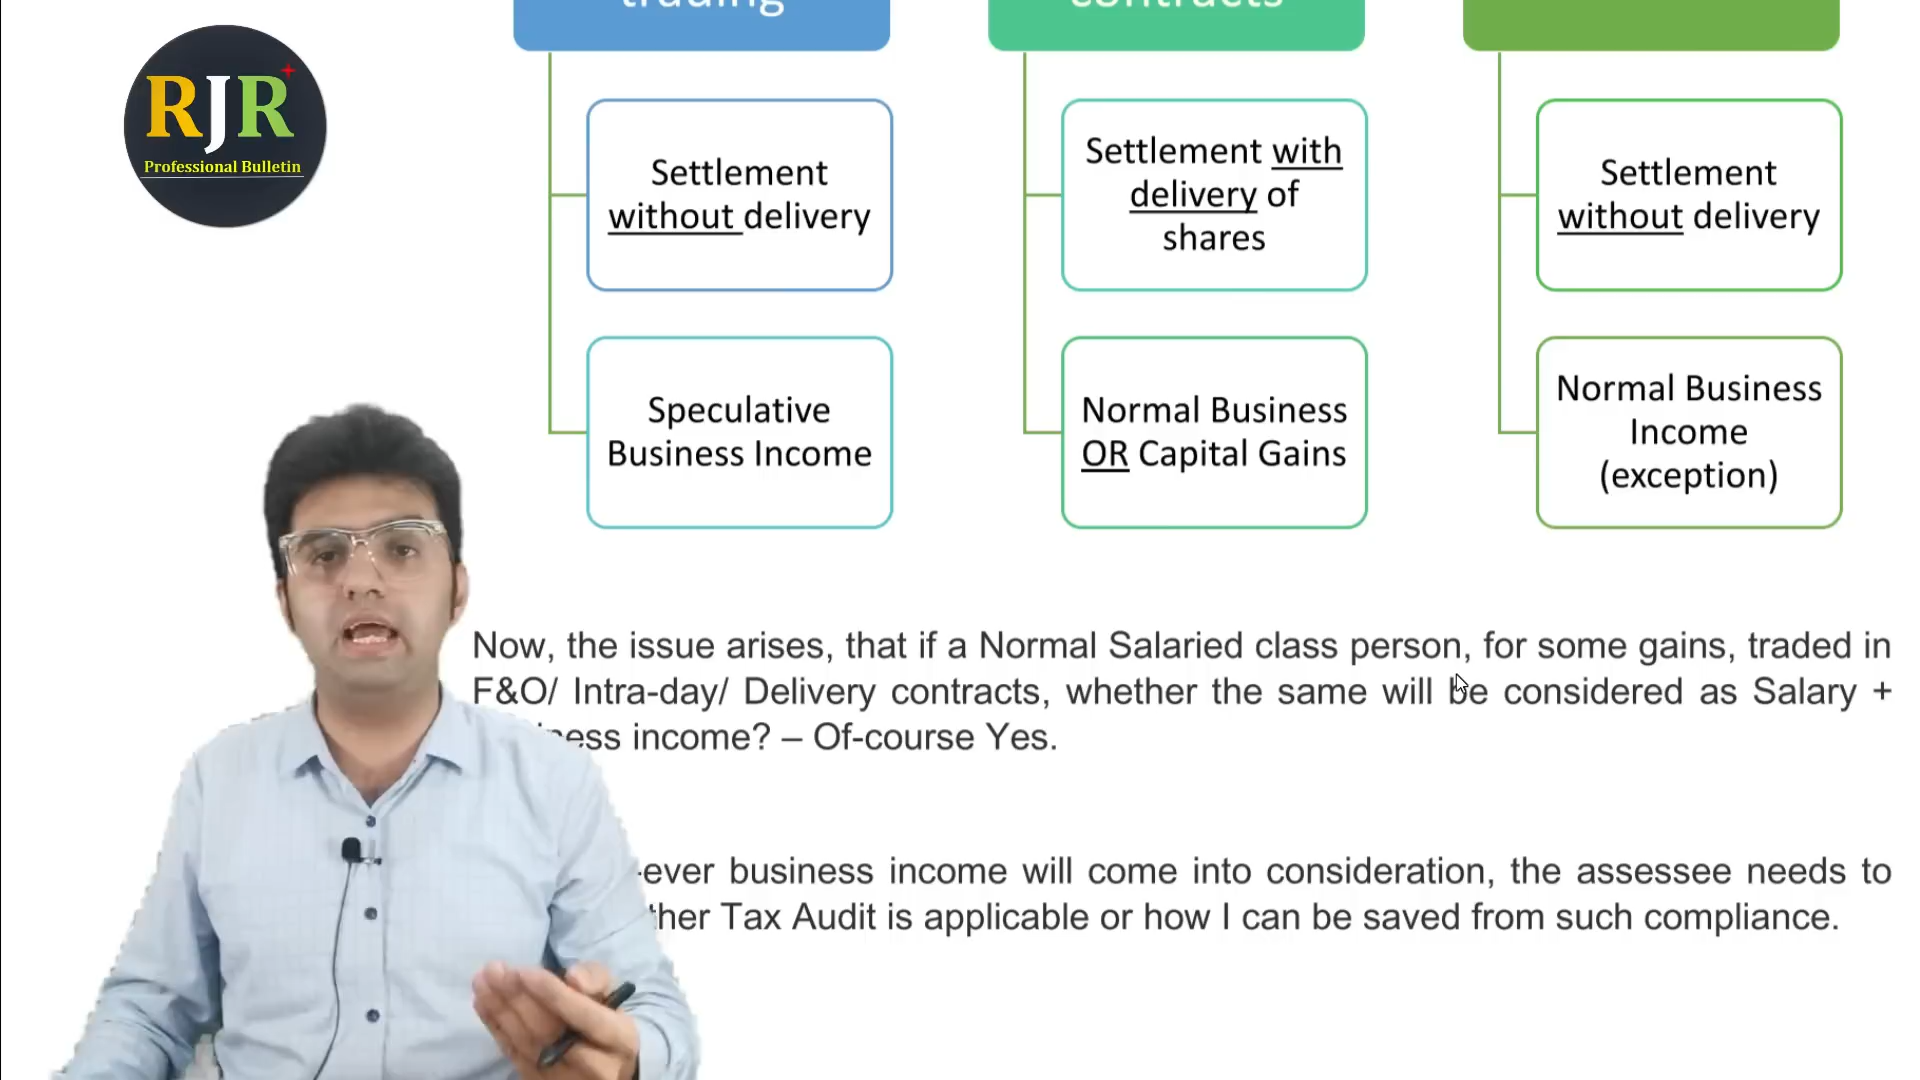 trading
contracts
RJR
Professional Bulletin
Settlement
without delivery
Settlement with
delivery of
shares
Settlement
without delivery
Speculative
Business Income
Normal Business
OR Capital Gains
Normal Business
Income
(exception)
Now, the issue arises, that if a Normal Salaried class person, for some gains, traded in
F&O/ Intra-day/ Delivery contracts, whether the same will be considered as Salary +
income? – Of-course Yes.
business income will come into consideration, the assessee needs to
Tax Audit is applicable or how I can be saved from such compliance.